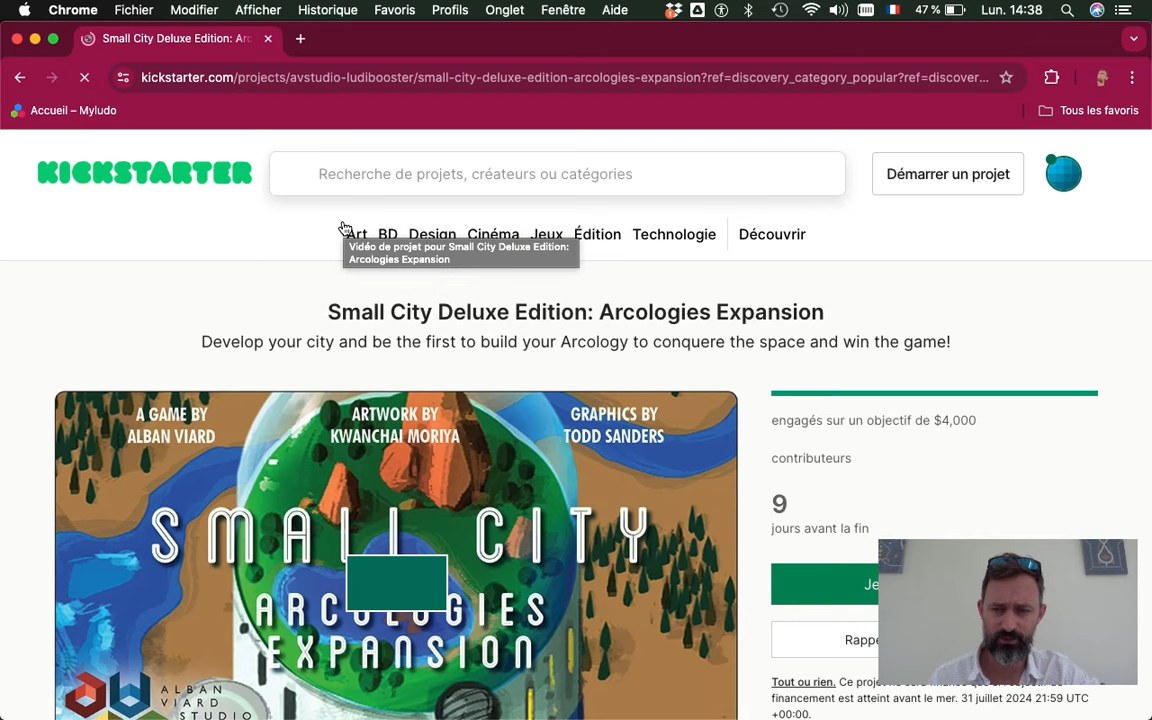 Chrome Fichier Modifier Afficher Historique Favoris Profils Onglet Fenêtre Aide 47 % Lun. 14:38
Small City Deluxe Edition: Arc
kickstarter.com/projects/avstudio-ludibooster/small-city-deluxe-edition-arcologies-expansion?ref=discovery_category_popular?ref=discover...
Accueil – Myludo Tous les favoris
KICKSTARTER Recherche de projets, créateurs ou catégories Démarrer un projet
Art BD Design Cinéma Jeux Édition Technologie Découvrir
Vidéo de projet pour Small City Deluxe Edition:
Arcologies Expansion
Small City Deluxe Edition: Arcologies Expansion
Develop your city and be the first to build your Arcology to conquere the space and win the game!
A GAME BY
ALBAN VIARD
ARTWORK BY
KWANCHAI MORIYA
GRAPHICS BY
TODD SANDERS
SMALL CITY
ARCOLOGIES
EXPANSION
ALBAN
VIARD
STUDIO
engagés sur un objectif de $4,000
contributeurs
9
jours avant la fin
Je
Rappe
Tout ou rien. Ce projet
financement est atteint avant le mer. 31 juillet 2024 21:59 UTC
+00:00.